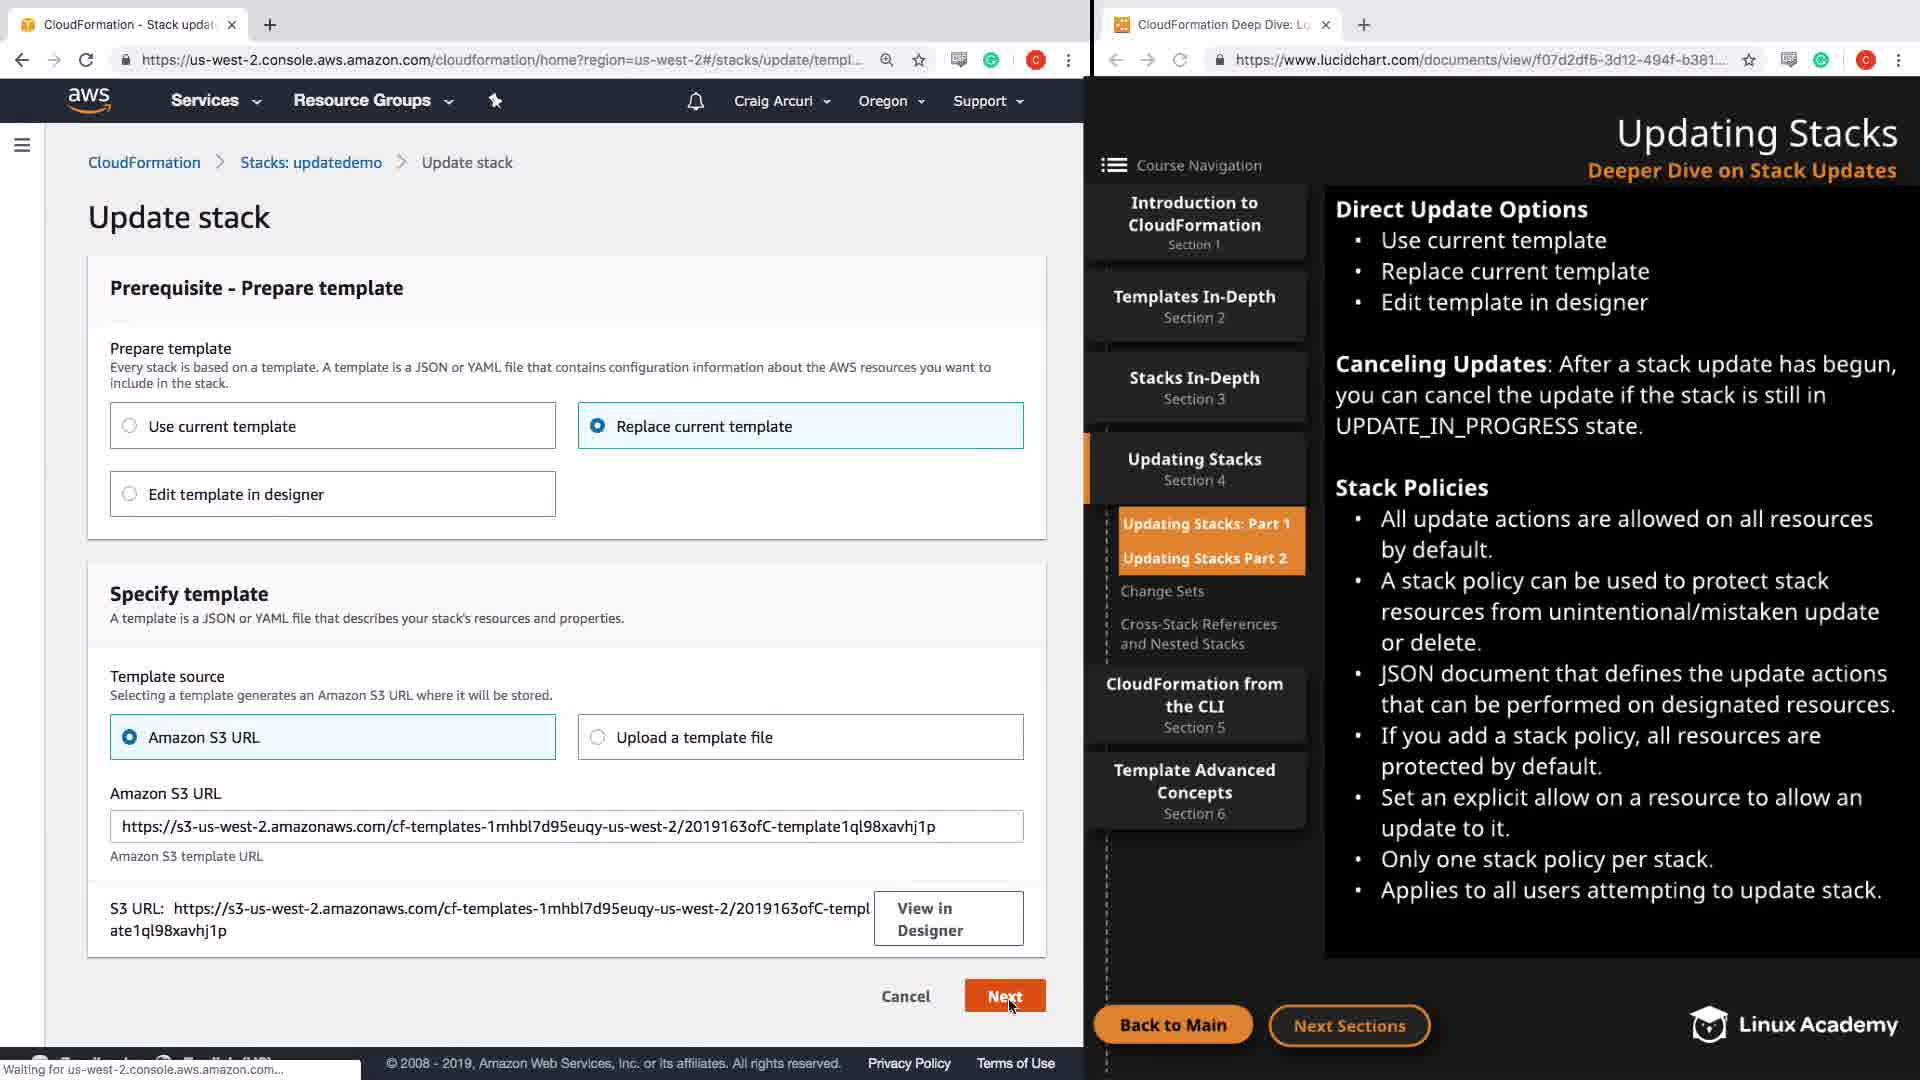 CloudFormation - Stack updat
https://us-west-2.console.aws.amazon.com/cloudformation/home?region=us-west-2#/stacks/update/templ...
aws
Services
Resource Groups
Craig Arcuri
Oregon
Support
CloudFormation
Stacks: updatedemo
Update stack
Update stack
Prerequisite - Prepare template
Prepare template
Every stack is based on a template. A template is a JSON or YAML file that contains configuration information about the AWS resources you want to
include in the stack.
Use current template
Replace current template
Edit template in designer
Specify template
A template is a JSON or YAML file that describes your stack's resources and properties.
Template source
Selecting a template generates an Amazon S3 URL where it will be stored.
Amazon S3 URL
Upload a template file
Amazon S3 URL
https://s3-us-west-2.amazonaws.com/cf-templates-1mhbl7d95euqy-us-west-2/2019163ofC-template1ql98xavhj1p
Amazon S3 template URL
S3 URL: https://s3-us-west-2.amazonaws.com/cf-templates-1mhbl7d95euqy-us-west-2/2019163ofC-templ
ate1ql98xavhj1p
View in
Designer
Cancel
Next
Waiting for us-west-2.console.aws.amazon.com...
© 2008 - 2019, Amazon Web Services, Inc. or its affiliates. All rights reserved.
Privacy Policy
Terms of Use
CloudFormation Deep Dive: Lu
https://www.lucidchart.com/documents/view/f07d2df5-3d12-494f-b381...
Updating Stacks
Deeper Dive on Stack Updates
Course Navigation
Introduction to
CloudFormation
Section 1
Templates In-Depth
Section 2
Stacks In-Depth
Section 3
Updating Stacks
Section 4
Updating Stacks: Part 1
Updating Stacks Part 2
Change Sets
Cross-Stack References
and Nested Stacks
CloudFormation from
the CLI
Section 5
Template Advanced
Concepts
Section 6
Direct Update Options
• Use current template
• Replace current template
• Edit template in designer
Canceling Updates: After a stack update has begun,
you can cancel the update if the stack is still in
UPDATE_IN_PROGRESS state.
Stack Policies
• All update actions are allowed on all resources
by default.
• A stack policy can be used to protect stack
resources from unintentional/mistaken update
or delete.
• JSON document that defines the update actions
that can be performed on designated resources.
• If you add a stack policy, all resources are
protected by default.
• Set an explicit allow on a resource to allow an
update to it.
• Only one stack policy per stack.
• Applies to all users attempting to update stack.
Back to Main
Next Sections
Linux Academy